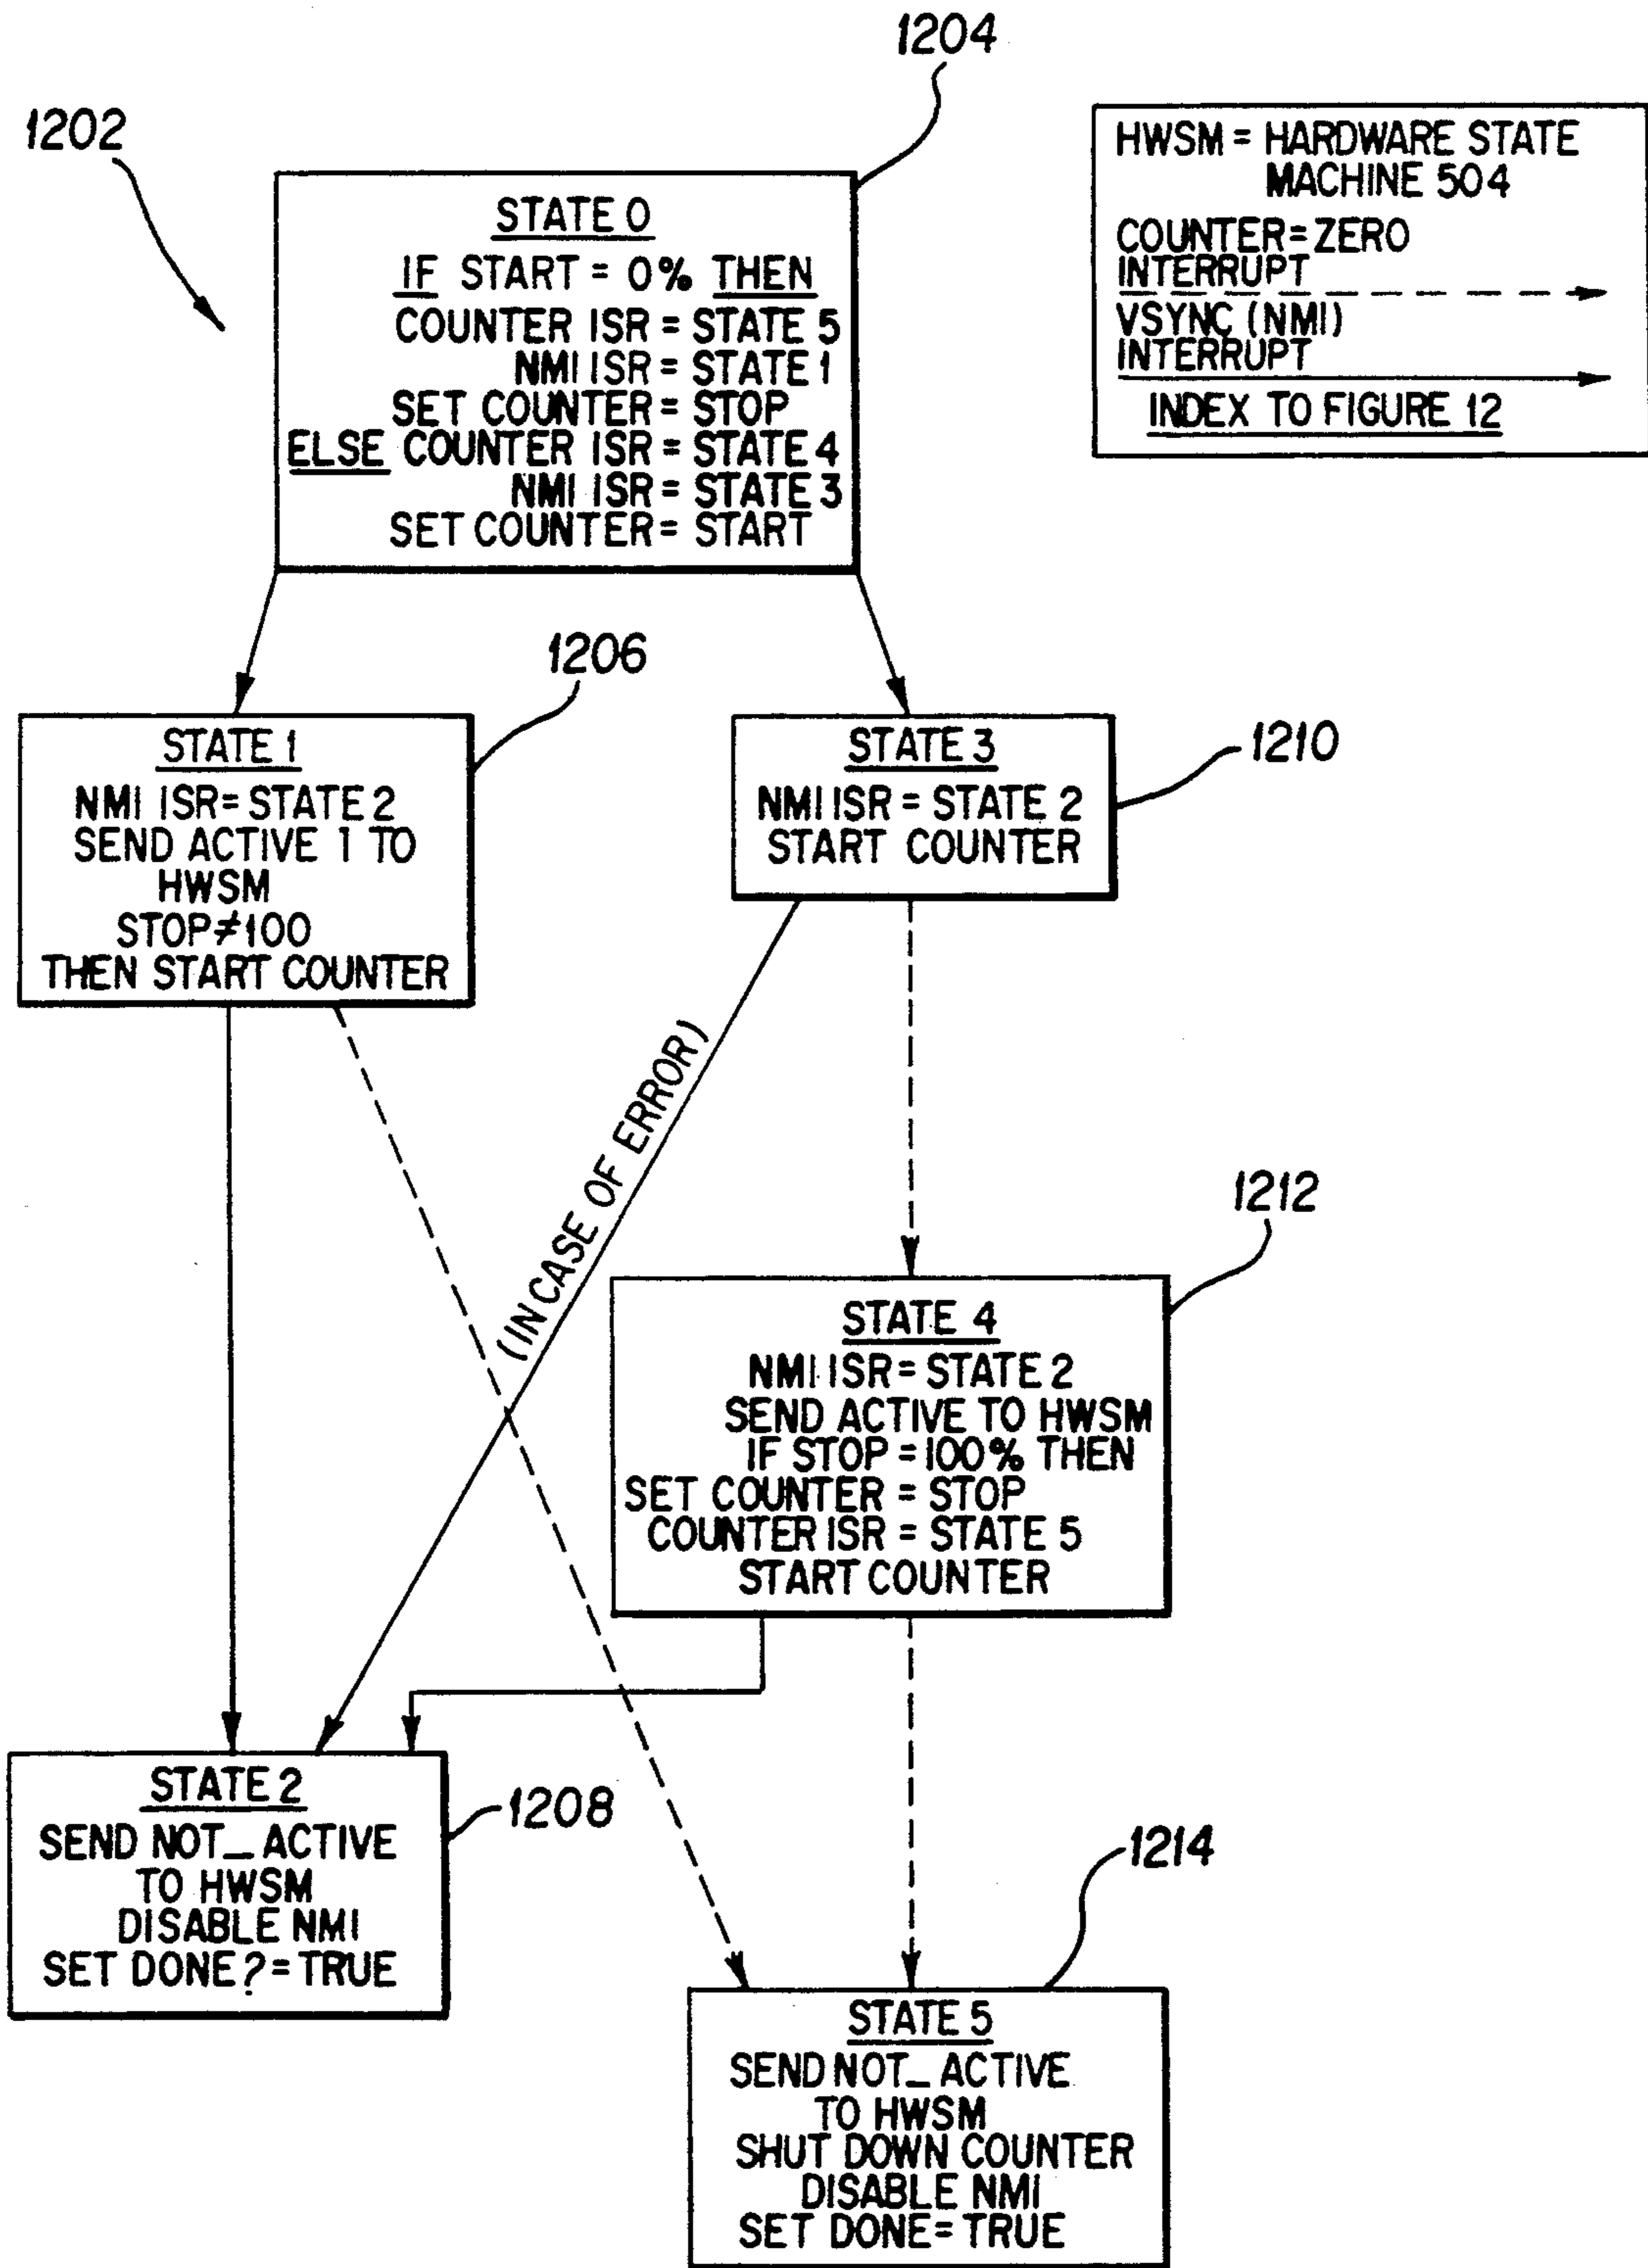 1204
1202
HWSM = HARDWARE STATE
MACHINE 504
COUNTER=ZERO
INTERRUPT
VSYNC (NMI)
INTERRUPT
INDEX TO FIGURE 12
STATE 0
IF START = 0% THEN
COUNTER ISR = STATE 5
NMI ISR = STATE 1
SET COUNTER = STOP
ELSE COUNTER ISR = STATE 4
NMI ISR = STATE 3
SET COUNTER = START
1206
STATE 1
NMI ISR = STATE 2
SEND ACTIVE 1 TO
HWSM
STOP≠100
THEN START COUNTER
1210
STATE 3
NMI ISR = STATE 2
START COUNTER
(IN CASE OF ERROR)
1212
STATE 4
NMI ISR = STATE 2
SEND ACTIVE TO HWSM
IF STOP = 100% THEN
SET COUNTER = STOP
COUNTER ISR = STATE 5
START COUNTER
STATE 2
SEND NOT_ACTIVE
TO HWSM
DISABLE NMI
SET DONE? = TRUE
1208
1214
STATE 5
SEND NOT_ACTIVE
TO HWSM
SHUT DOWN COUNTER
DISABLE NMI
SET DONE = TRUE